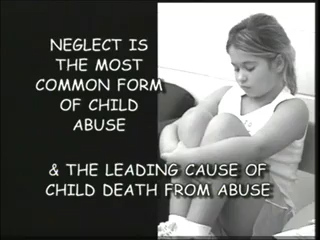 NEGLECT IS
THE MOST
COMMON FORM
OF CHILD
ABUSE
& THE LEADING CAUSE OF
CHILD DEATH FROM ABUSE